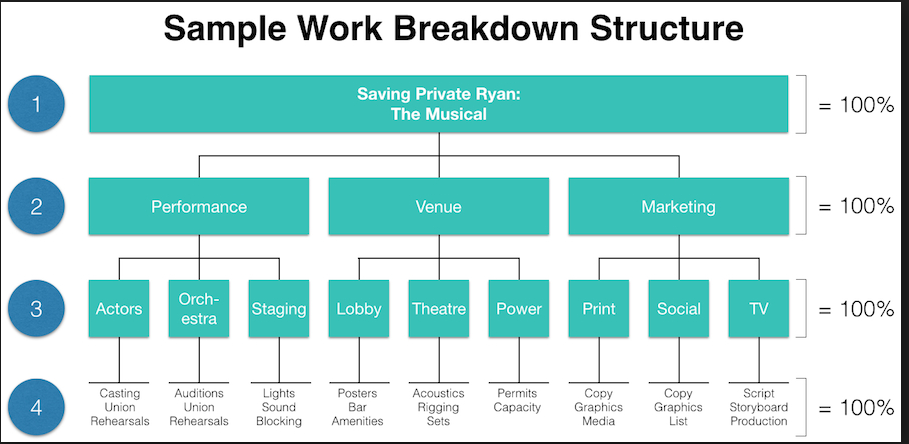 Sample Work Breakdown Structure
1
Saving Private Ryan:
The Musical
= 100%
2
Performance
Venue
Marketing
= 100%
3
Actors
Orch-
estra
Staging
Lobby
Theatre
Power
Print
Social
TV
= 100%
4
Casting
Union
Rehearsals
Auditions
Union
Rehearsals
Lights
Sound
Blocking
Posters
Bar
Amenities
Acoustics
Rigging
Sets
Permits
Capacity
Copy
Graphics
Media
Copy
Graphics
List
Script
Storyboard
Production
= 100%